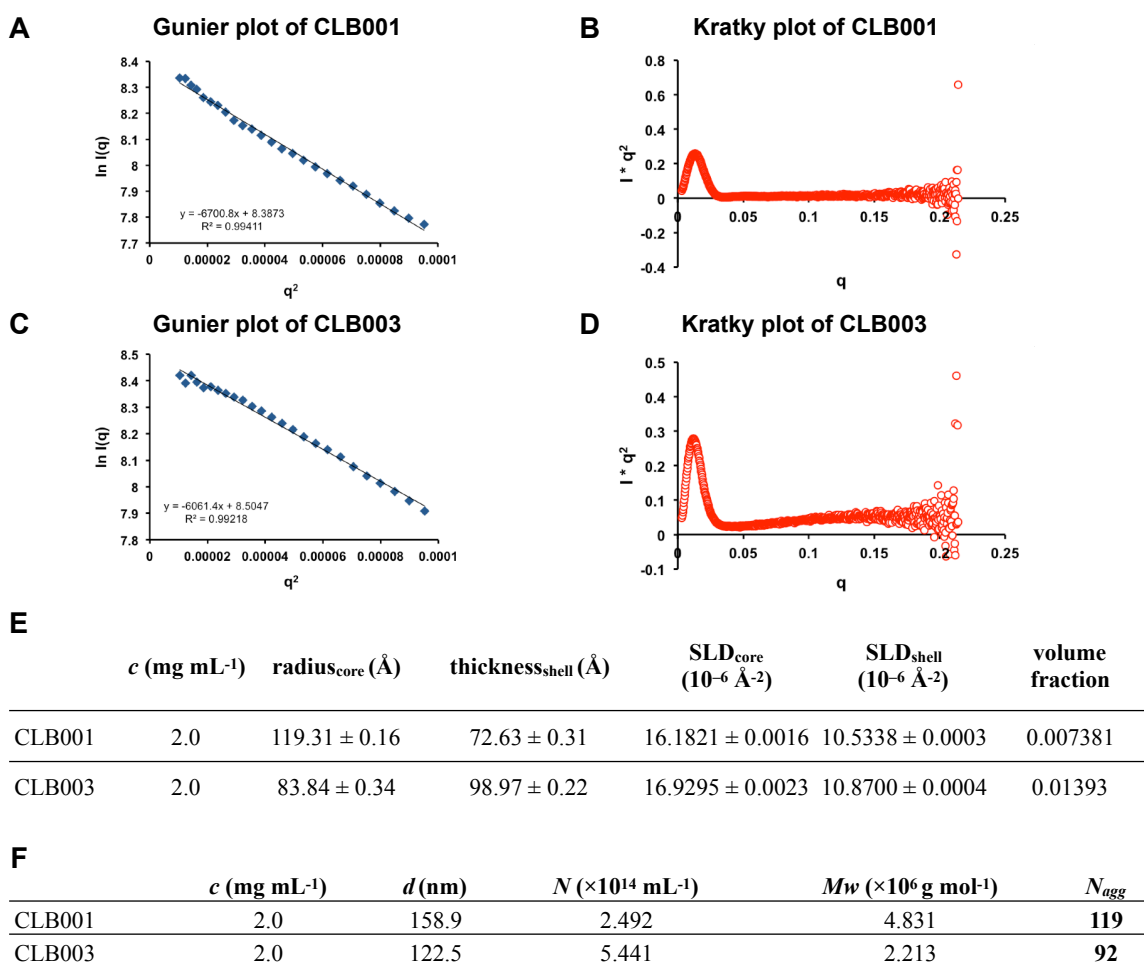 A
Gunier plot of CLB001
8.4
8.3
8.2
8.1
8
7.9
7.8
7.7
ln I(q)
y = -6700.8x + 8.3873
R² = 0.99411
0 0.00002 0.00004 0.00006 0.00008 0.0001
q²
B
Kratky plot of CLB001
0.8
0.6
0.4
0.2
0
-0.2
-0.4
I * q²
0 0.05 0.1 0.15 0.2 0.25
q
C
Gunier plot of CLB003
8.5
8.4
8.3
8.2
8.1
8
7.9
7.8
ln I(q)
y = -6061.4x + 8.5047
R² = 0.99218
0 0.00002 0.00004 0.00006 0.00008 0.0001
q²
D
Kratky plot of CLB003
0.5
0.4
0.3
0.2
0.1
0
-0.1
I * q²
0 0.05 0.1 0.15 0.2 0.25
q
E
c (mg mL⁻¹) radius_core (Å) thickness_shell (Å) SLD_core (10⁻⁶ Å⁻²) SLD_shell (10⁻⁶ Å⁻²) volume fraction
CLB001 2.0 119.31 ± 0.16 72.63 ± 0.31 16.1821 ± 0.0016 10.5338 ± 0.0003 0.007381
CLB003 2.0 83.84 ± 0.34 98.97 ± 0.22 16.9295 ± 0.0023 10.8700 ± 0.0004 0.01393
F
c (mg mL⁻¹) d (nm) N (×10¹⁴ mL⁻¹) Mw (×10⁶ g mol⁻¹) N_agg
CLB001 2.0 158.9 2.492 4.831 119
CLB003 2.0 122.5 5.441 2.213 92